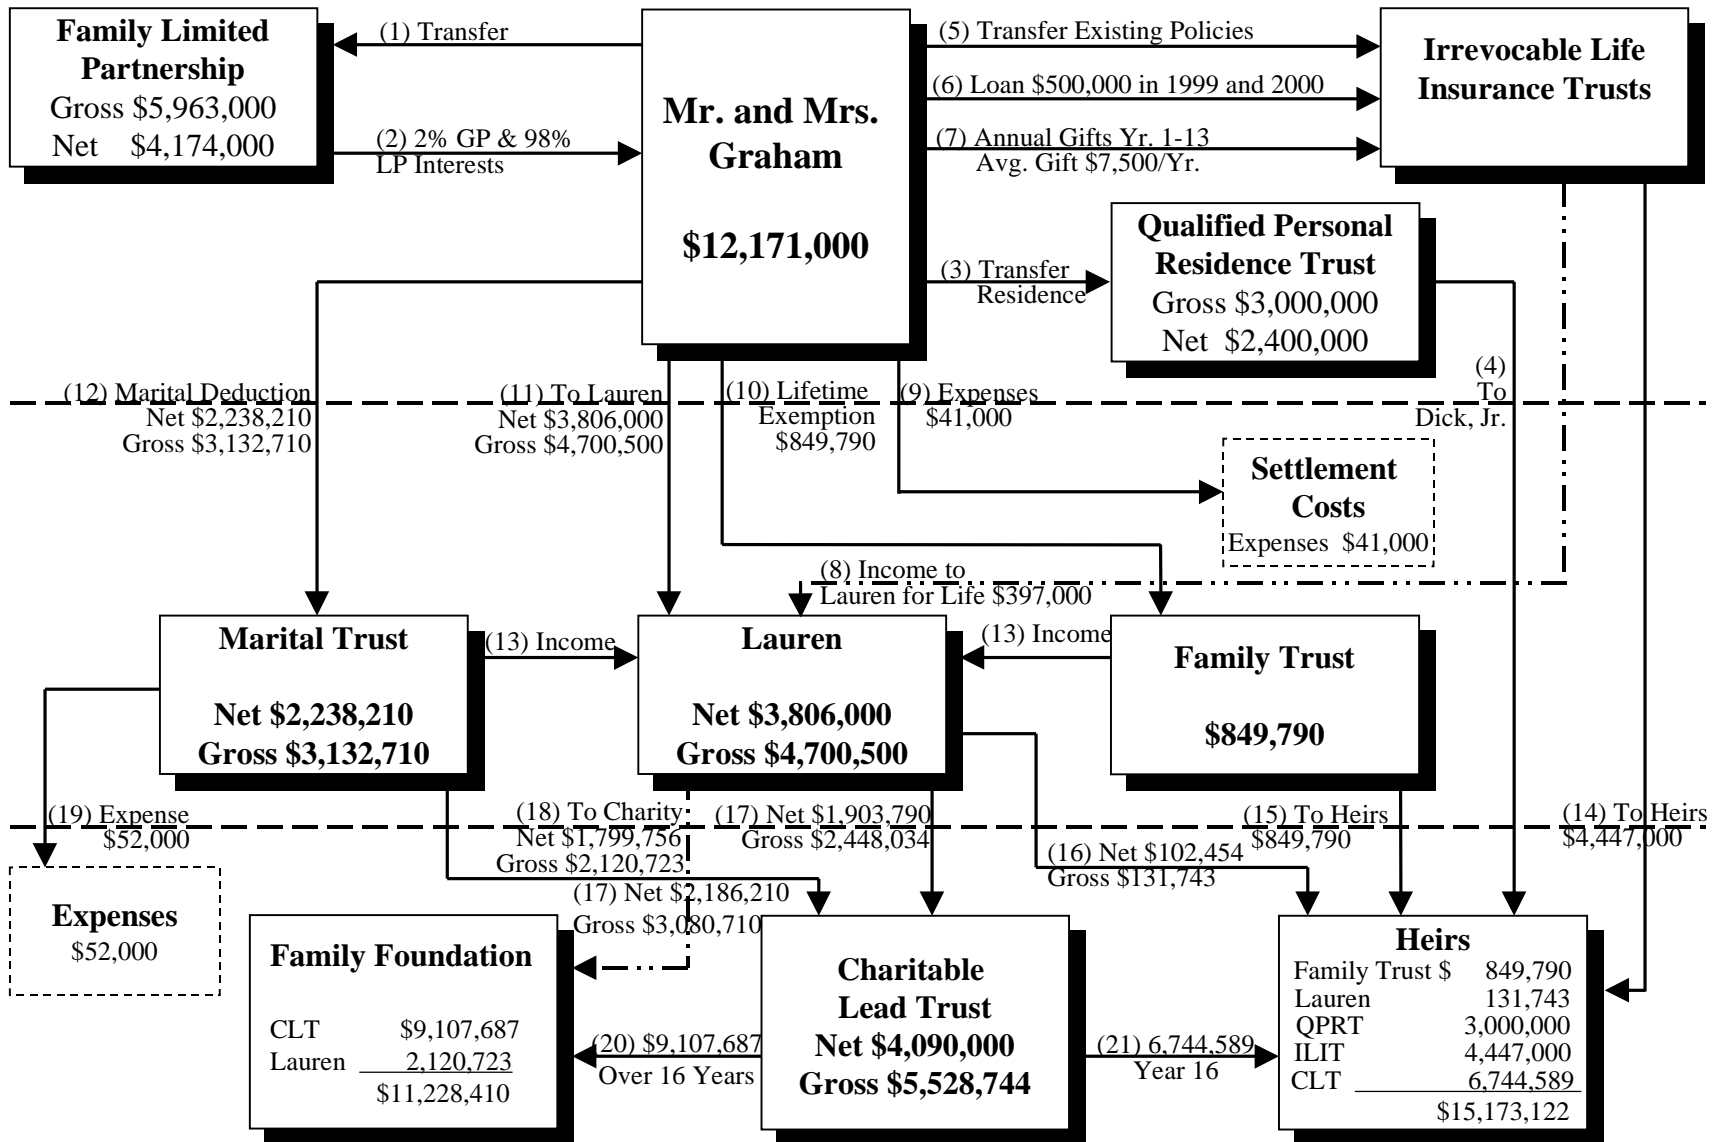 Family Limited
Partnership
Gross $5,963,000
Net $4,174,000
(1) Transfer
(2) 2% GP & 98%
LP Interests
Mr. and Mrs.
Graham
$12,171,000
(5) Transfer Existing Policies
(6) Loan $500,000 in 1999 and 2000
(7) Annual Gifts Yr. 1-13
Avg. Gift $7,500/Yr.
Irrevocable Life
Insurance Trusts
(3) Transfer
Residence
Qualified Personal
Residence Trust
Gross $3,000,000
Net $2,400,000
(4)
To
Dick, Jr.
(12) Marital Deduction
Net $2,238,210
Gross $3,132,710
(11) To Lauren
Net $3,806,000
Gross $4,700,500
(10) Lifetime
Exemption
$849,790
(9) Expenses
$41,000
Settlement
Costs
Expenses $41,000
(8) Income to
Lauren for Life $397,000
Marital Trust
Net $2,238,210
Gross $3,132,710
(13) Income
Lauren
Net $3,806,000
Gross $4,700,500
(13) Income
Family Trust
$849,790
(19) Expense
$52,000
(18) To Charity
Net $1,799,756
Gross $2,120,723
(17) Net $1,903,790
Gross $2,448,034
(15) To Heirs
$849,790
(14) To Heirs
$4,447,000
(16) Net $102,454
Gross $131,743
(17) Net $2,186,210
Gross $3,080,710
Expenses
$52,000
Family Foundation
CLT $9,107,687
Lauren 2,120,723
$11,228,410
(20) $9,107,687
Over 16 Years
Charitable
Lead Trust
Net $4,090,000
Gross $5,528,744
(21) 6,744,589
Year 16
Heirs
Family Trust $ 849,790
Lauren 131,743
QPRT 3,000,000
ILIT 4,447,000
CLT 6,744,589
$15,173,122